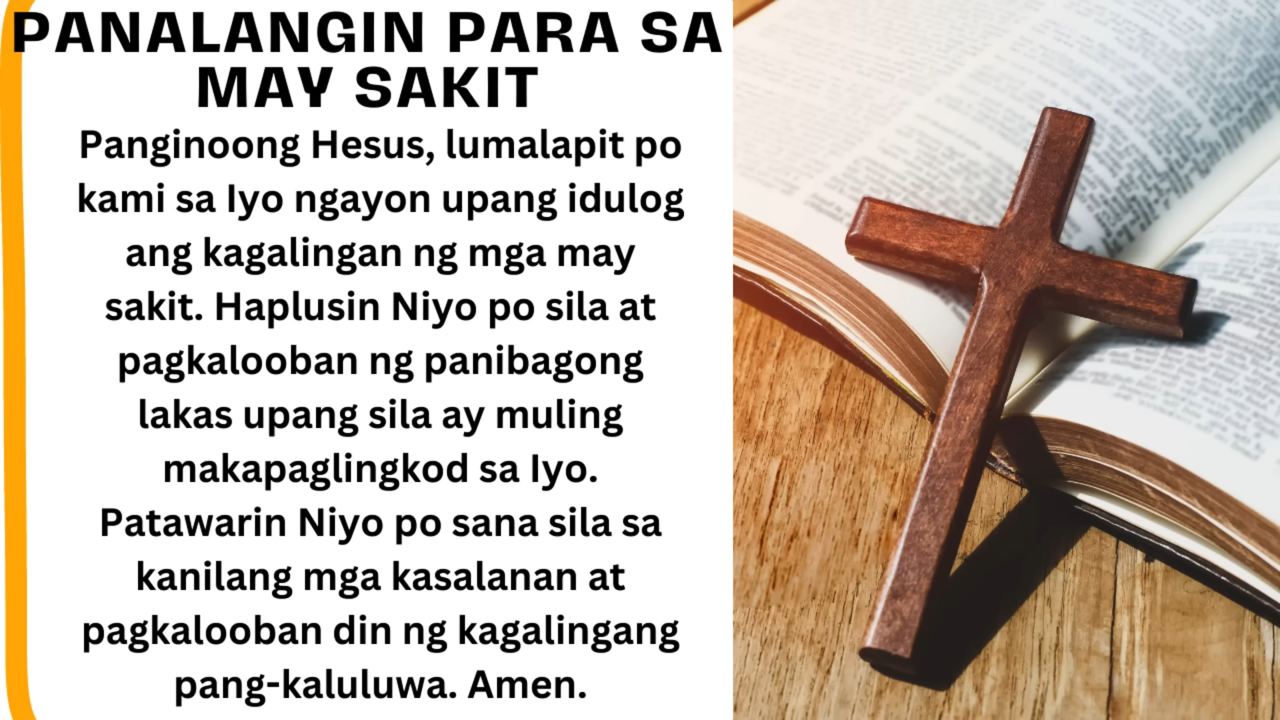 PANALANGIN PARA SA
MAY SAKIT
Panginoong Hesus, lumalapit po
kami sa Iyo ngayon upang idulog
ang kagalingan ng mga may
sakit. Haplusin Niyo po sila at
pagkalooban ng panibagong
lakas upang sila ay muling
makapaglingkod sa Iyo.
Patawarin Niyo po sana sila sa
kanilang mga kasalanan at
pagkalooban din ng kagalingang
pang-kaluluwa. Amen.